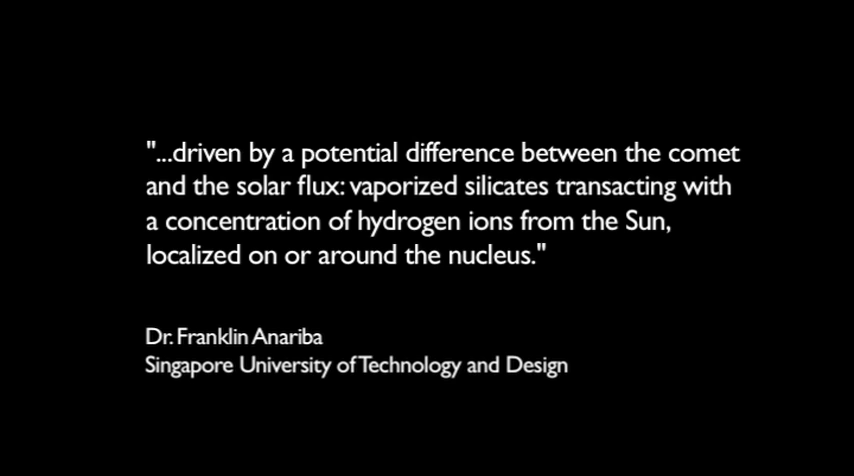 "...driven by a potential difference between the comet
and the solar flux: vaporized silicates transacting with
a concentration of hydrogen ions from the Sun,
localized on or around the nucleus."
Dr. Franklin Anariba
Singapore University of Technology and Design